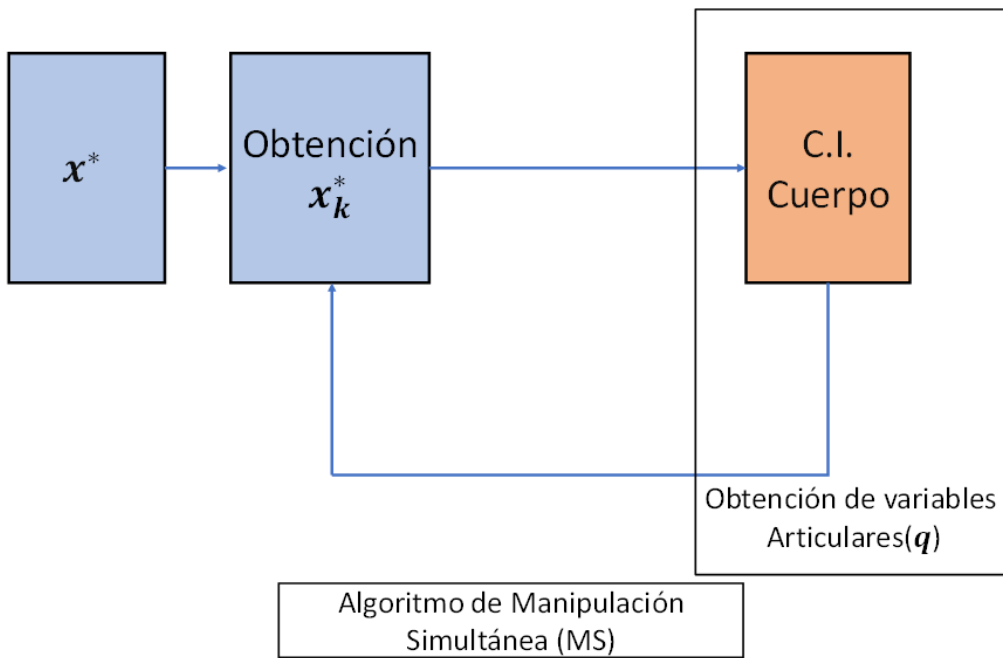 x*
Obtención
x*k
C.I.
Cuerpo
Obtención de variables
Articulares(q)
Algoritmo de Manipulación
Simultánea (MS)